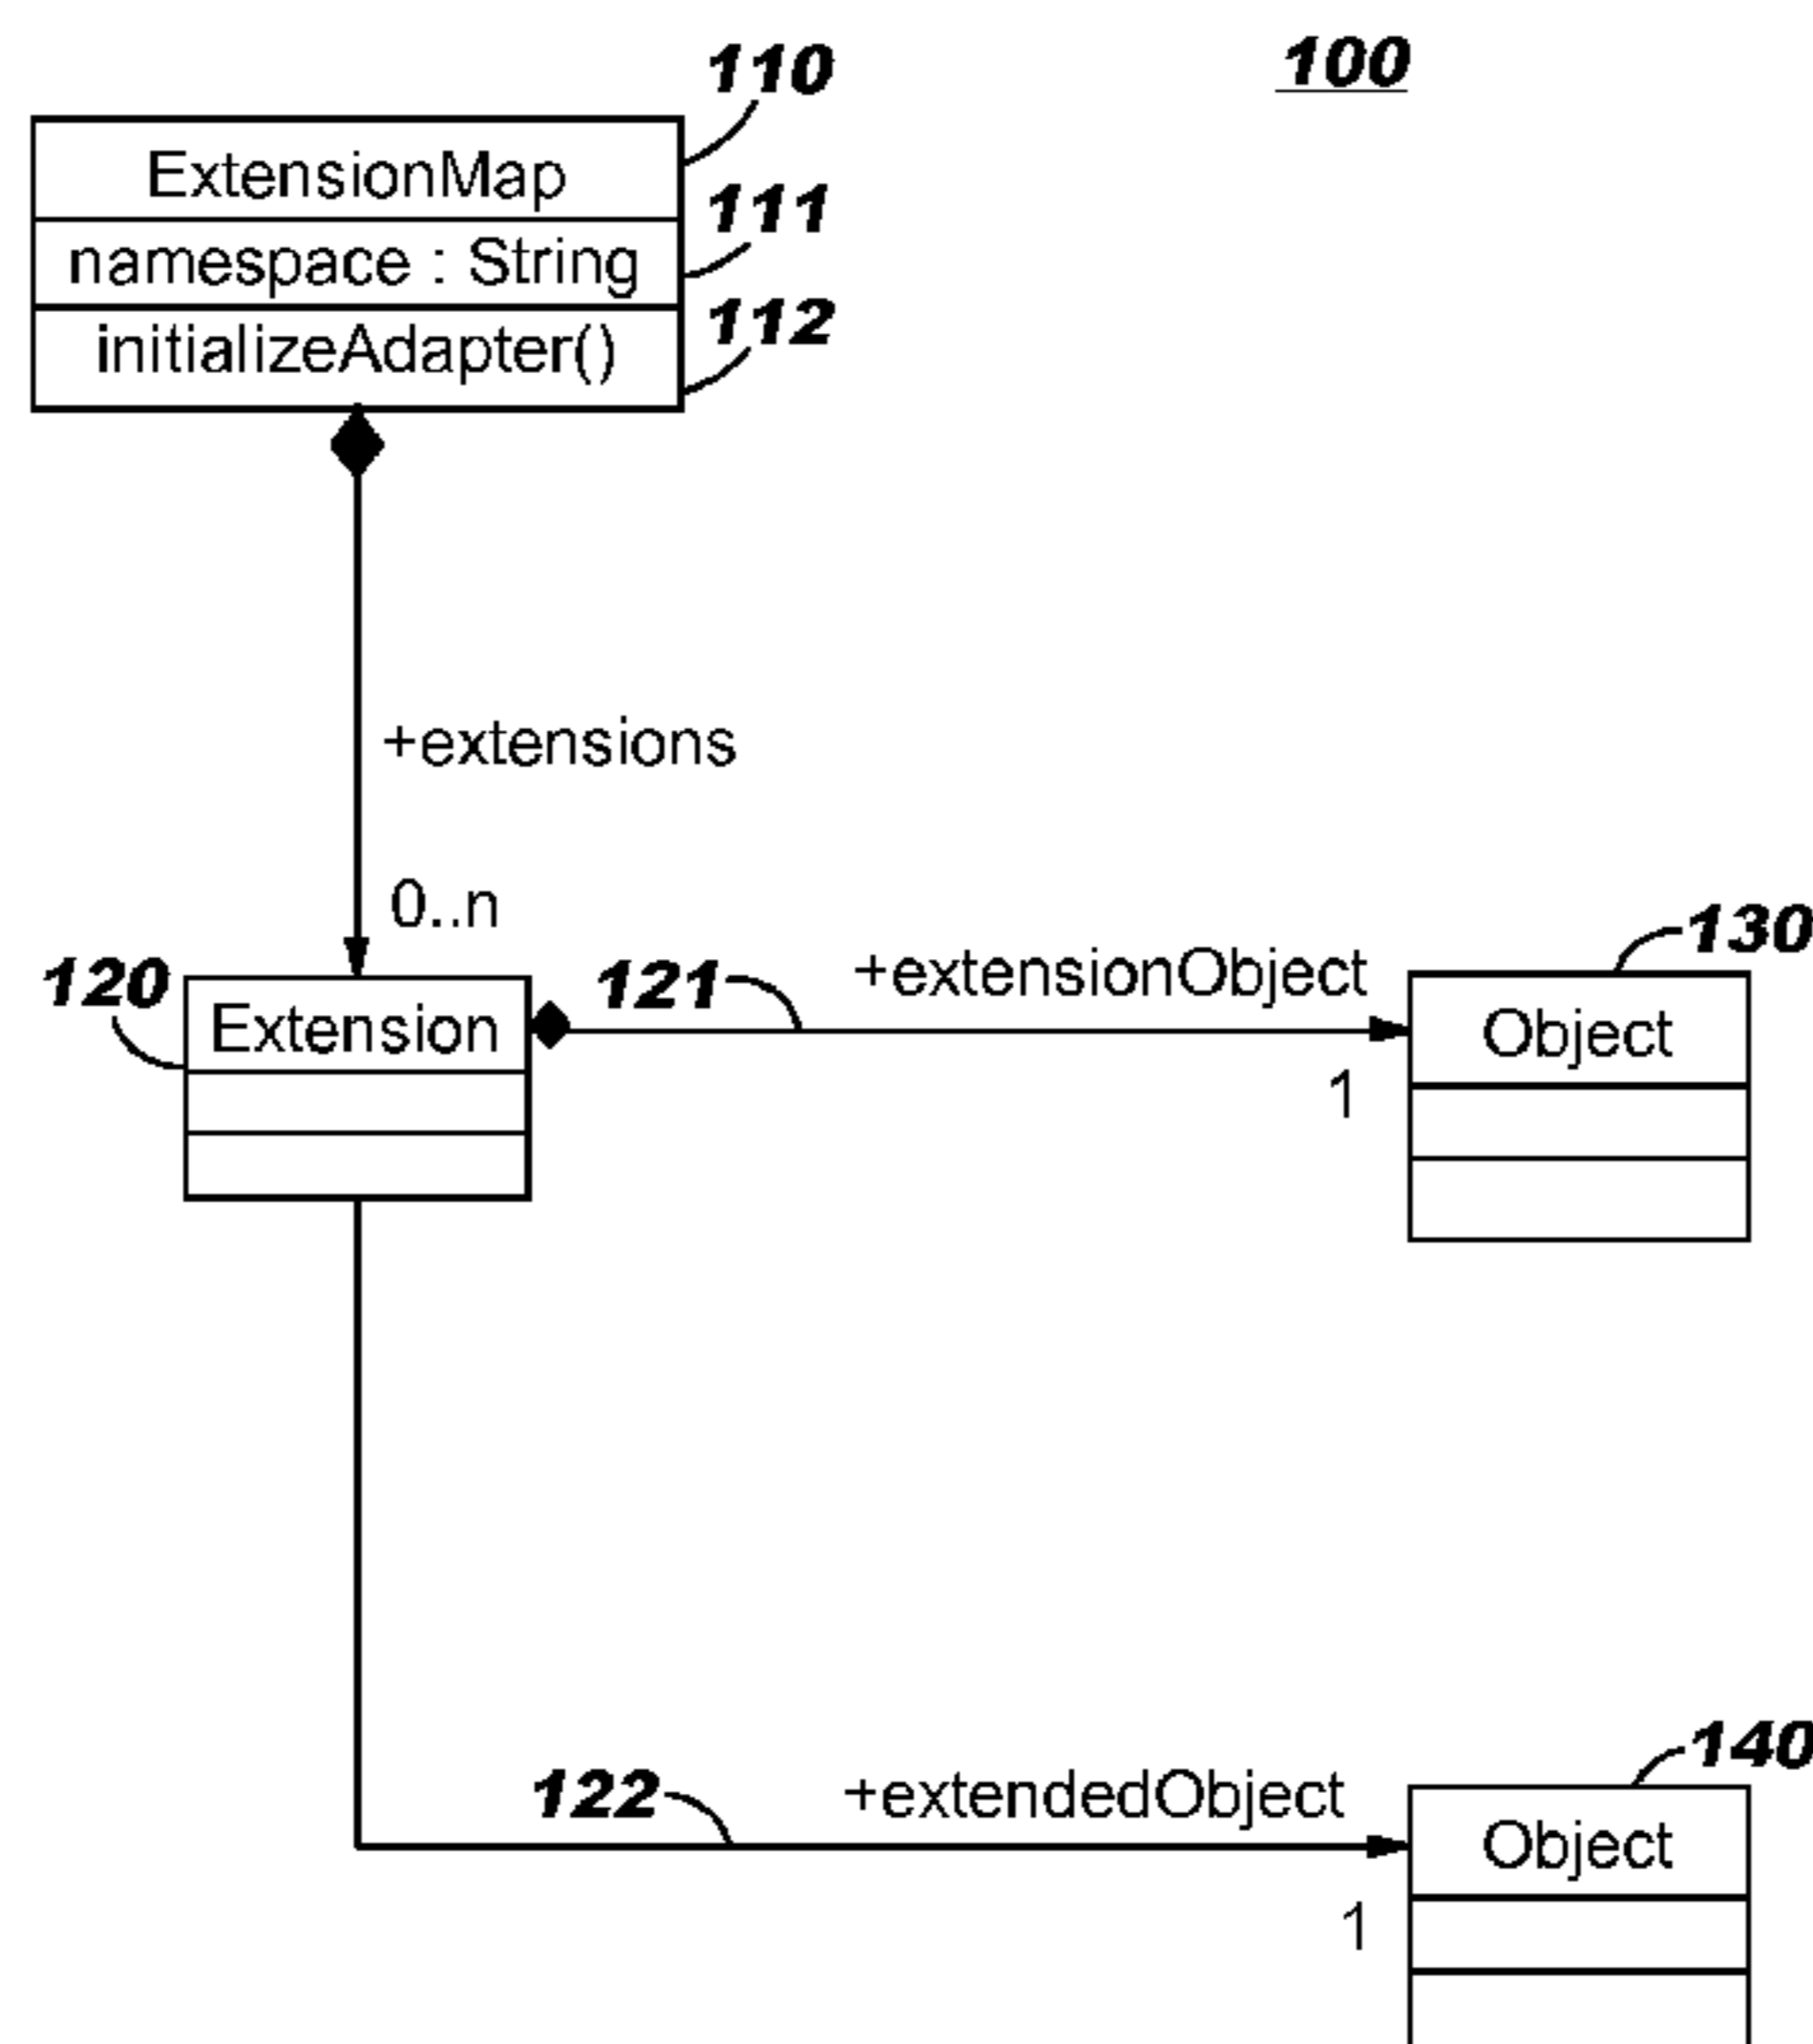 110
100
ExtensionMap
111
namespace : String
112
initializeAdapter()
+extensions
0..n
120
Extension
121
+extensionObject
1
130
Object
122
+extendedObject
1
140
Object